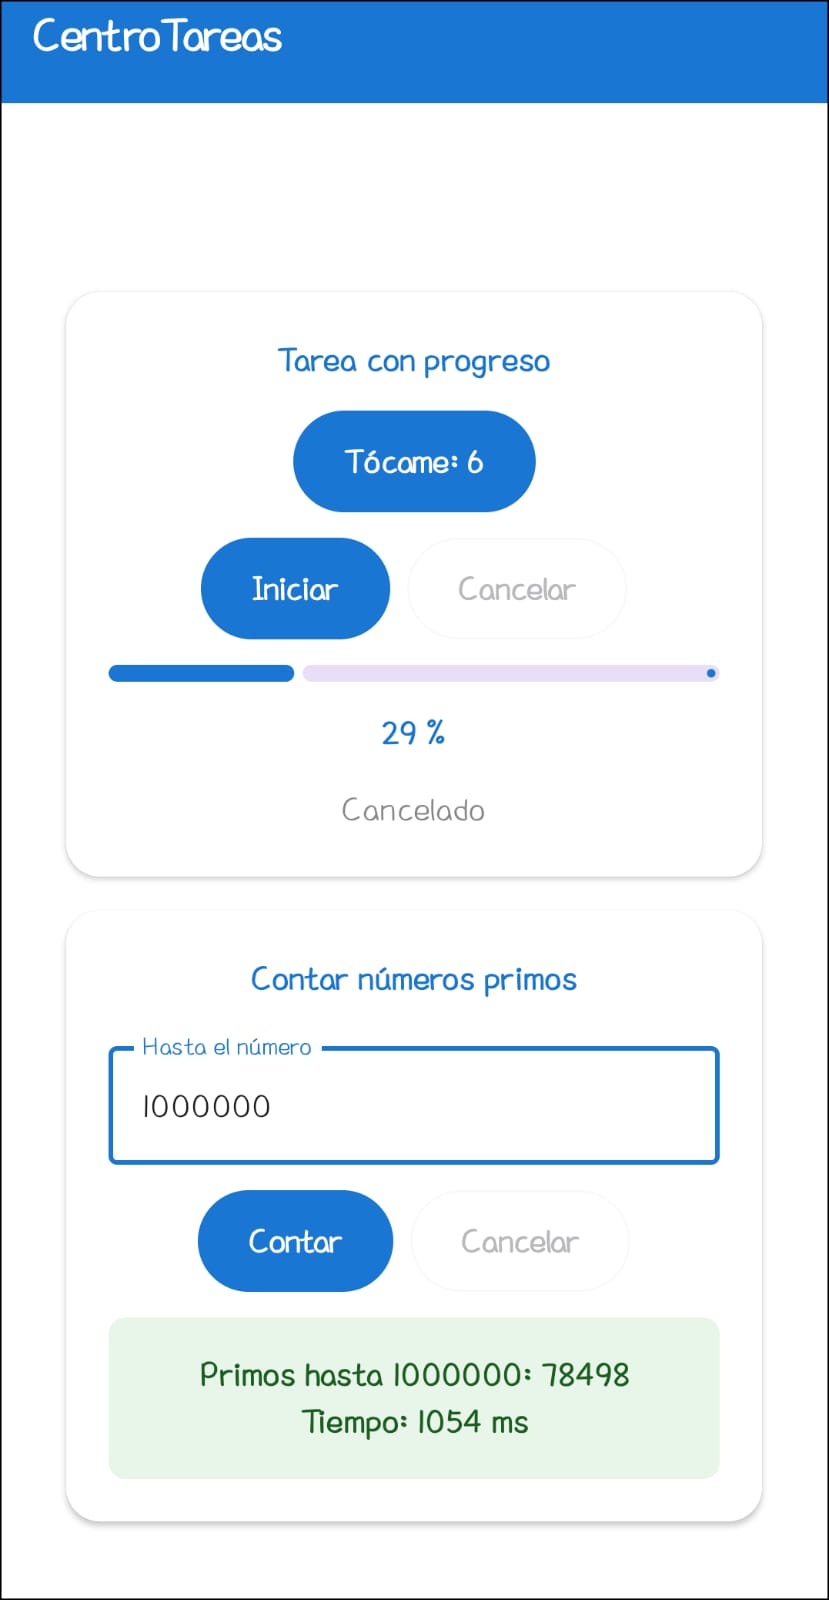 CentroTareas
Tarea con progreso
Tócame: 6
Iniciar
Cancelar
29 %
Cancelado
Contar números primos
Hasta el número
1000000
Contar
Cancelar
Primos hasta 1000000: 78498
Tiempo: 1054 ms